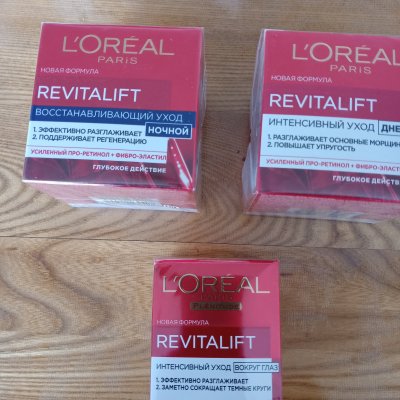 L'ORÉAL
PARIS
НОВАЯ ФОРМУЛА
REVITALIFT
ВОССТАНАВЛИВАЮЩИЙ УХОД
НОЧНОЙ
1. ЭФФЕКТИВНО РАЗГЛАЖИВАЕТ
2. ПОДДЕРЖИВАЕТ РЕГЕНЕРАЦИЮ
УСИЛЕННЫЙ ПРО-РЕТИНОЛ + ФИБРО-ЭЛАСТИЛ
ГЛУБОКОЕ ДЕЙСТВИЕ
L'ORÉAL
PARIS
НОВАЯ ФОРМУЛА
REVITALIFT
ИНТЕНСИВНЫЙ УХОД ДНЕ
1. РАЗГЛАЖИВАЕТ ОСНОВНЫЕ МОРЩИН
2. ПОВЫШАЕТ УПРУГОСТЬ
УСИЛЕННЫЙ ПРО-РЕТИНОЛ + ФИБРО-ЭЛАСТ
ГЛУБОКОЕ ДЕЙСТВ
L'ORÉAL
PLÉNITUDE
НОВАЯ ФОРМУЛА
REVITALIFT
ИНТЕНСИВНЫЙ УХОД ВОКРУГ ГЛАЗ
1. ЭФФЕКТИВНО РАЗГЛАЖИВАЕТ
2. ЗАМЕТНО СОКРАЩАЕТ ТЕМНЫЕ КРУГИ